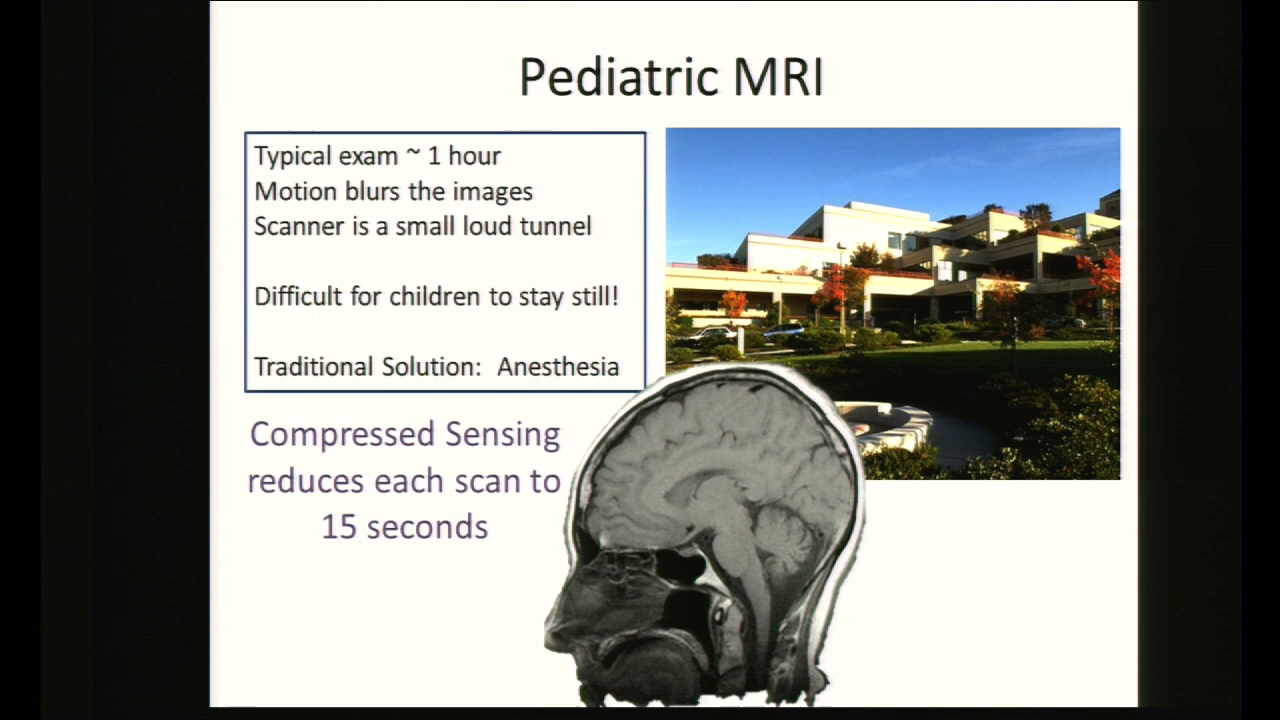 Pediatric MRI
Typical exam ~ 1 hour
Motion blurs the images
Scanner is a small loud tunnel
Difficult for children to stay still!
Traditional Solution: Anesthesia
Compressed Sensing
reduces each scan to
15 seconds